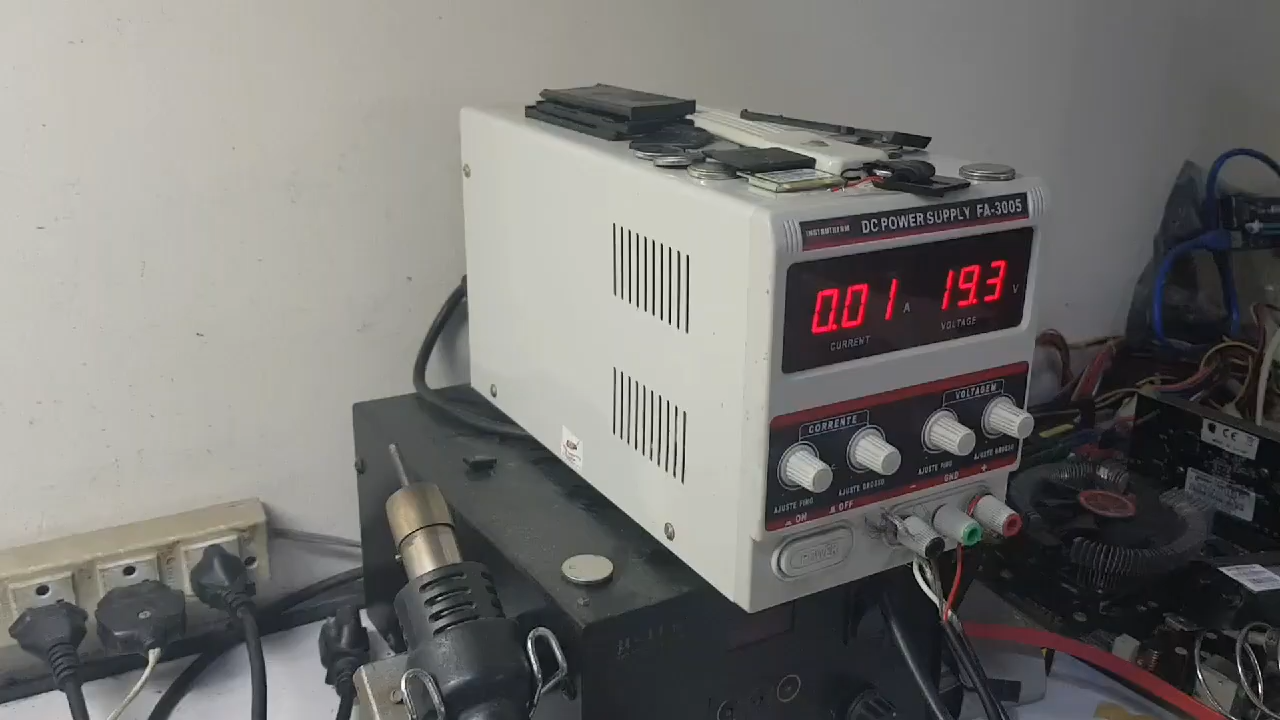 INSTRUTHERM DC POWER SUPPLY FA-3005
0.01 A 19.3 V
CURRENT VOLTAGE
CORRENTE VOLTAGEM
AJUSTE FINO AJUSTE GROSSO AJUSTE FINO AJUSTE GROSSO
ON OFF - GND +
POWER